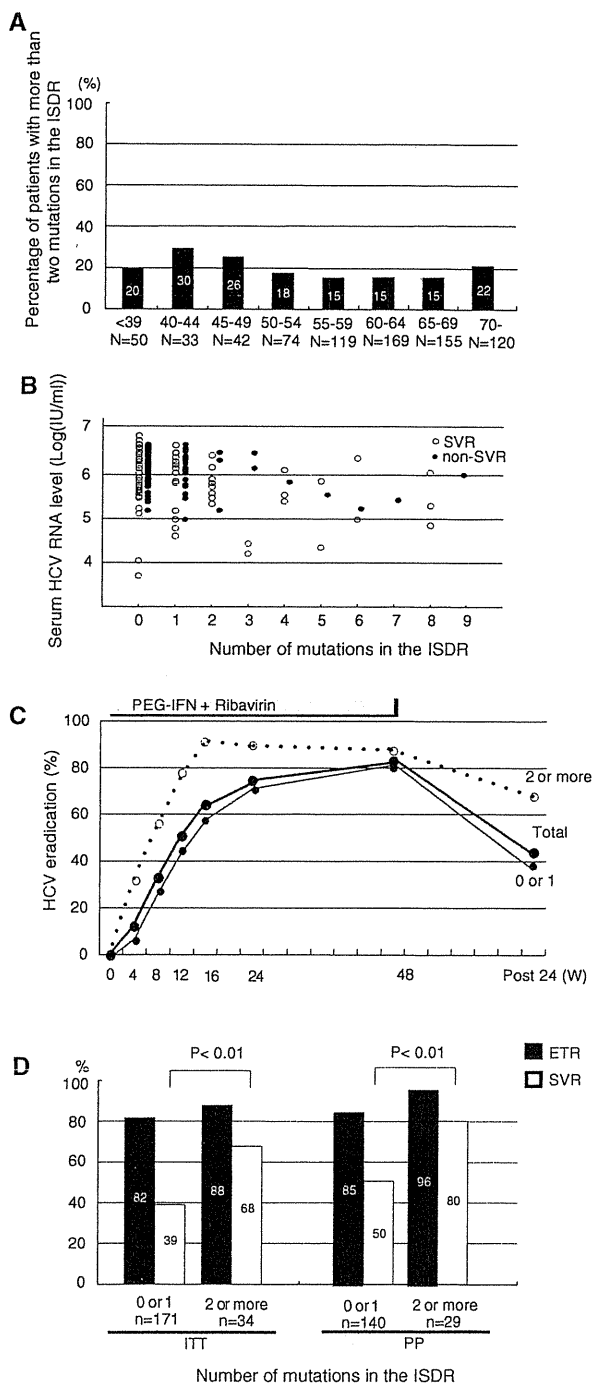 A
Percentage of patients with more than
two mutations in the ISDR
(%)
100
80
60
40
20
0
20
30
26
18
15
15
15
22
<39
40-44
45-49
50-54
55-59
60-64
65-69
70-
N=50
N=33
N=42
N=74
N=119
N=169
N=155
N=120
B
Serum HCV RNA level (Log(IU/ml))
7
6
5
4
SVR
non-SVR
0 1 2 3 4 5 6 7 8 9
Number of mutations in the ISDR
C
PEG-IFN + Ribavirin
HCV eradication (%)
100
80
60
40
20
0
2 or more
Total
0 or 1
0 4 8 12 16 24 48 Post 24 (W)
D
%
100
80
60
40
20
0
P< 0.01
P< 0.01
ETR
SVR
82
39
88
68
85
50
96
80
0 or 1
n=171
2 or more
n=34
0 or 1
n=140
2 or more
n=29
ITT
PP
Number of mutations in the ISDR